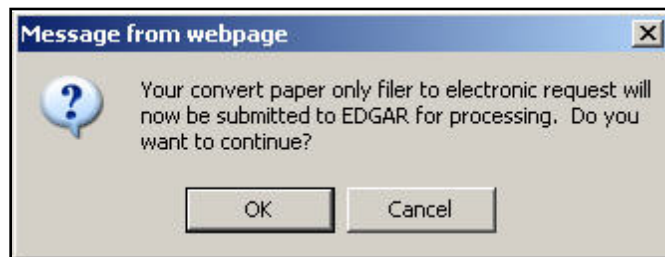 Message from webpage
Your convert paper only filer to electronic request will
now be submitted to EDGAR for processing.  Do you
want to continue?
OK
Cancel